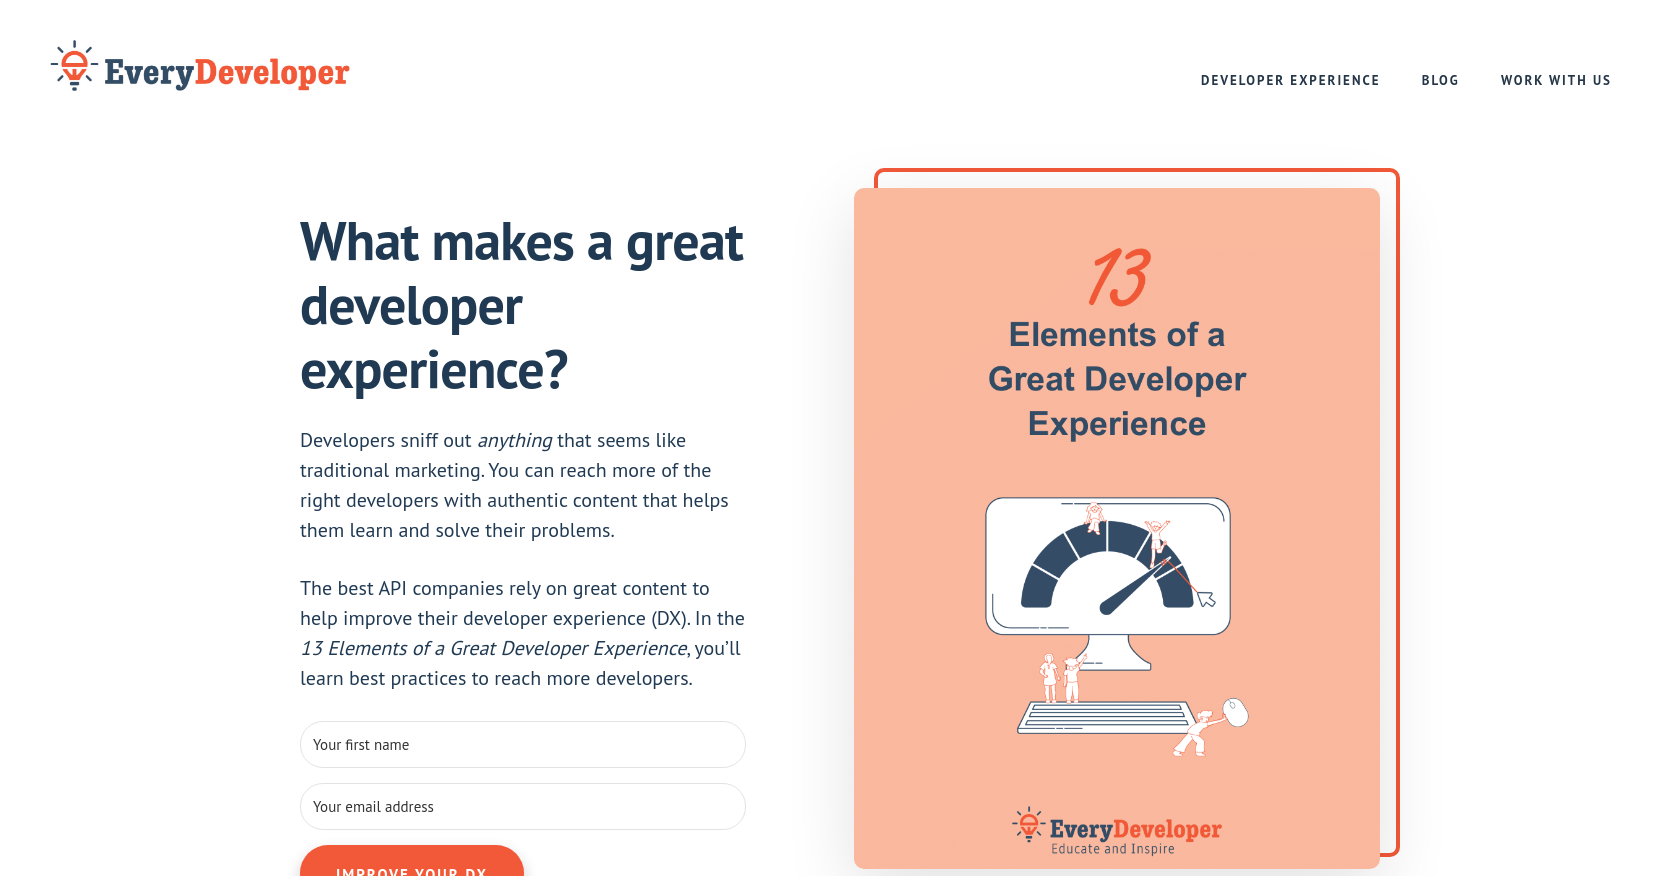 EveryDeveloper
DEVELOPER EXPERIENCE
BLOG
WORK WITH US
What makes a great
developer
experience?
Developers sniff out anything that seems like
traditional marketing. You can reach more of the
right developers with authentic content that helps
them learn and solve their problems.
The best API companies rely on great content to
help improve their developer experience (DX). In the
13 Elements of a Great Developer Experience, you’ll
learn best practices to reach more developers.
Your first name
Your email address
IMPROVE YOUR DX
13
Elements of a
Great Developer
Experience
EveryDeveloper
Educate and Inspire